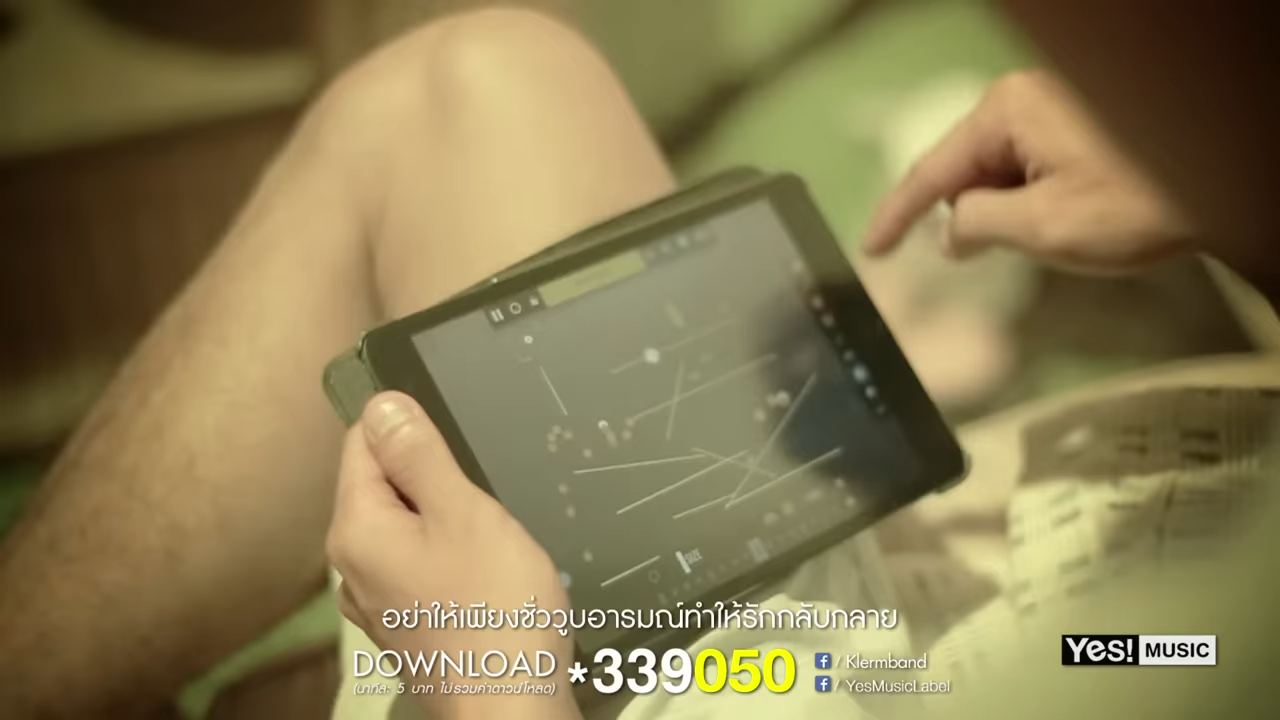 SIZE
อย่าให้เพียงชั่ววูบอารมณ์ทำให้รักกลับกลาย
DOWNLOAD *339050
(นาทีละ 5 บาท ไม่รวมค่าดาวน์โหลด)
f / Klermband
f / YesMusicLabel
Yes! MUSIC